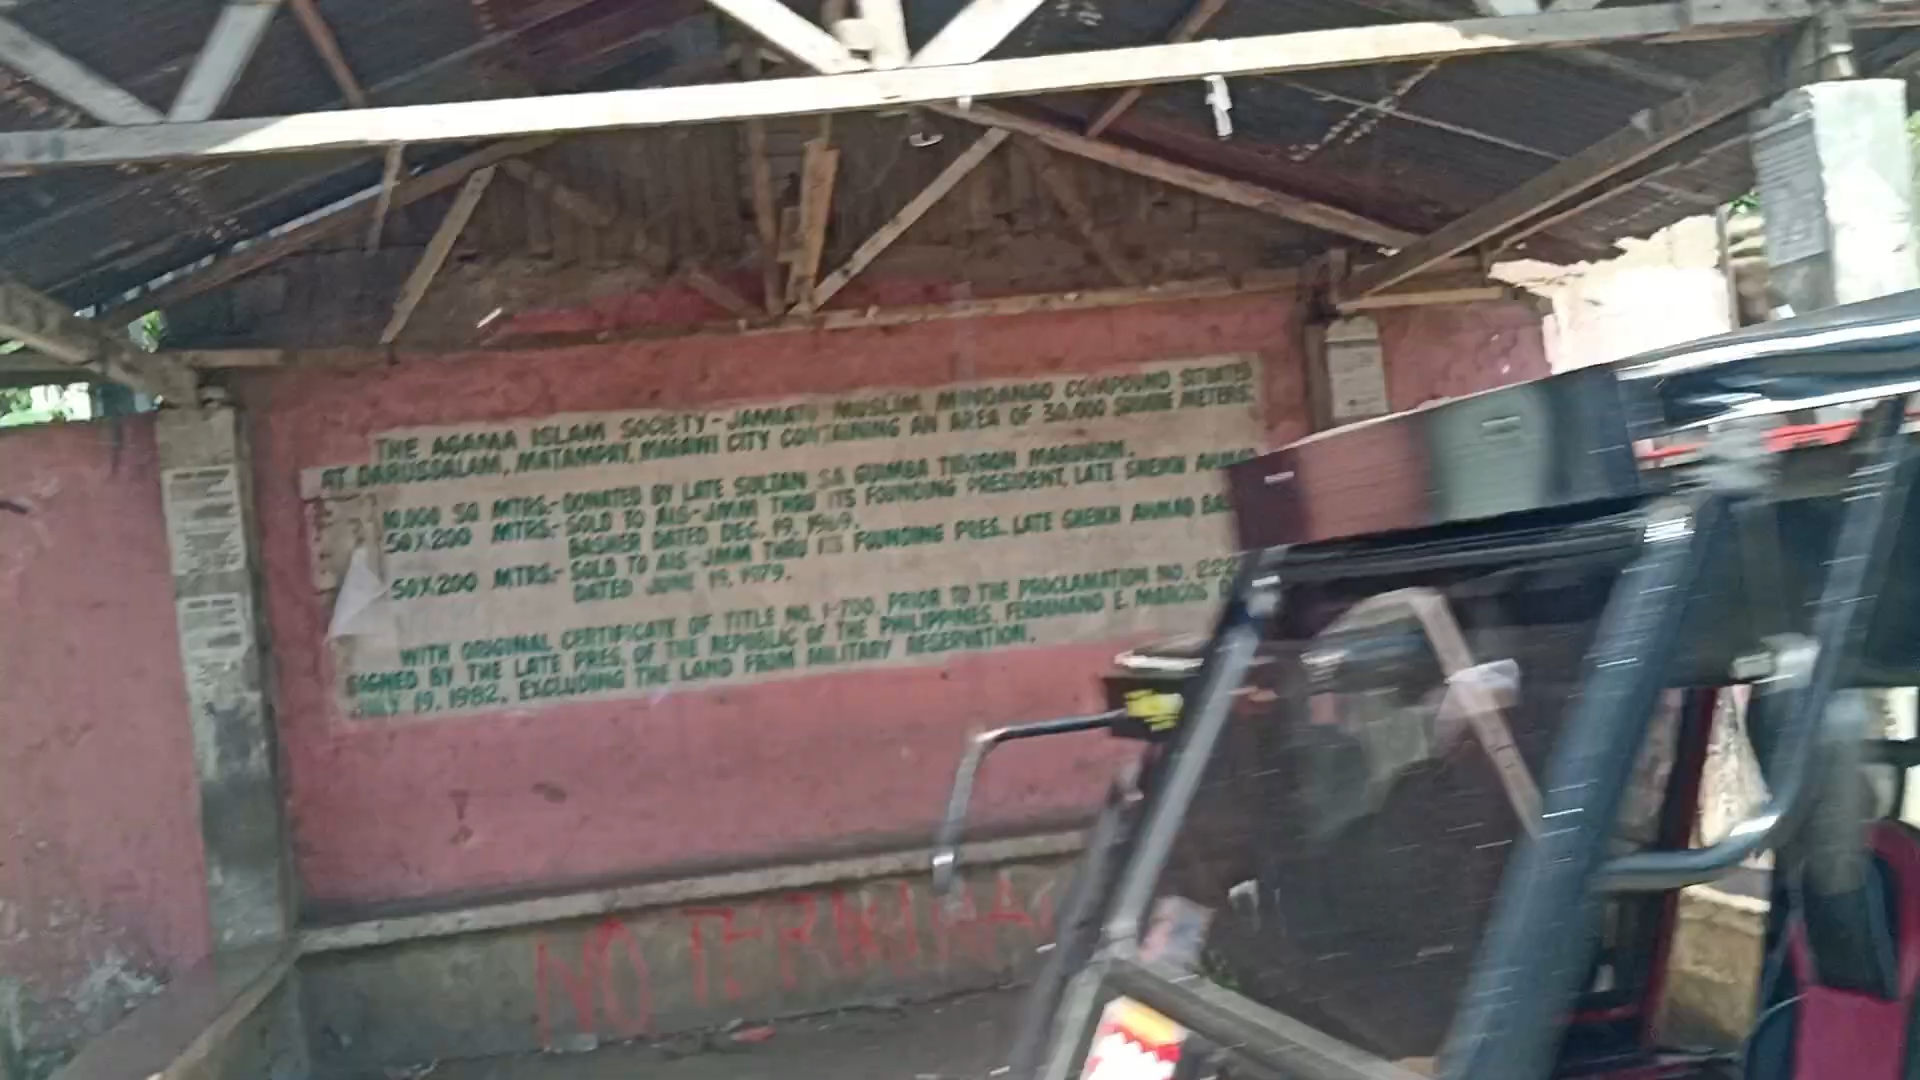 THE AGAMA ISLAM SOCIETY-JAMIATU MUSLIM MINDANAO COMPOUND SITUATED
AT DARUSSALAM, MATAMPAY, MARAWI CITY CONTAINING AN AREA OF 30,000 SQUARE METERS.
10,000 SQ MTRS.- DONATED BY LATE SULTAN SA GUIMBA MARUHOM.
50X200 MTRS.- SOLD TO AIS-JMM THRU ITS FOUNDING PRESIDENT, LATE SHEIKH AHMAD
BASHER DATED DEC. 19, 1969.
50X200 MTRS.- SOLD TO AIS-JMM THRU ITS FOUNDING PRES. LATE SHEIKH AHMAD
DATED JUNE 19, 1979.
WITH ORIGINAL CERTIFICATE OF TITLE NO. PRIOR TO THE PROCLAMATION NO.
SIGNED BY THE LATE PRES. OF THE REPUBLIC OF THE PHILIPPINES, FERDINAND E. MARCOS
JULY 19, 1982, EXCLUDING THE LAND FROM MILITARY RESERVATION.
NO TERMINAL